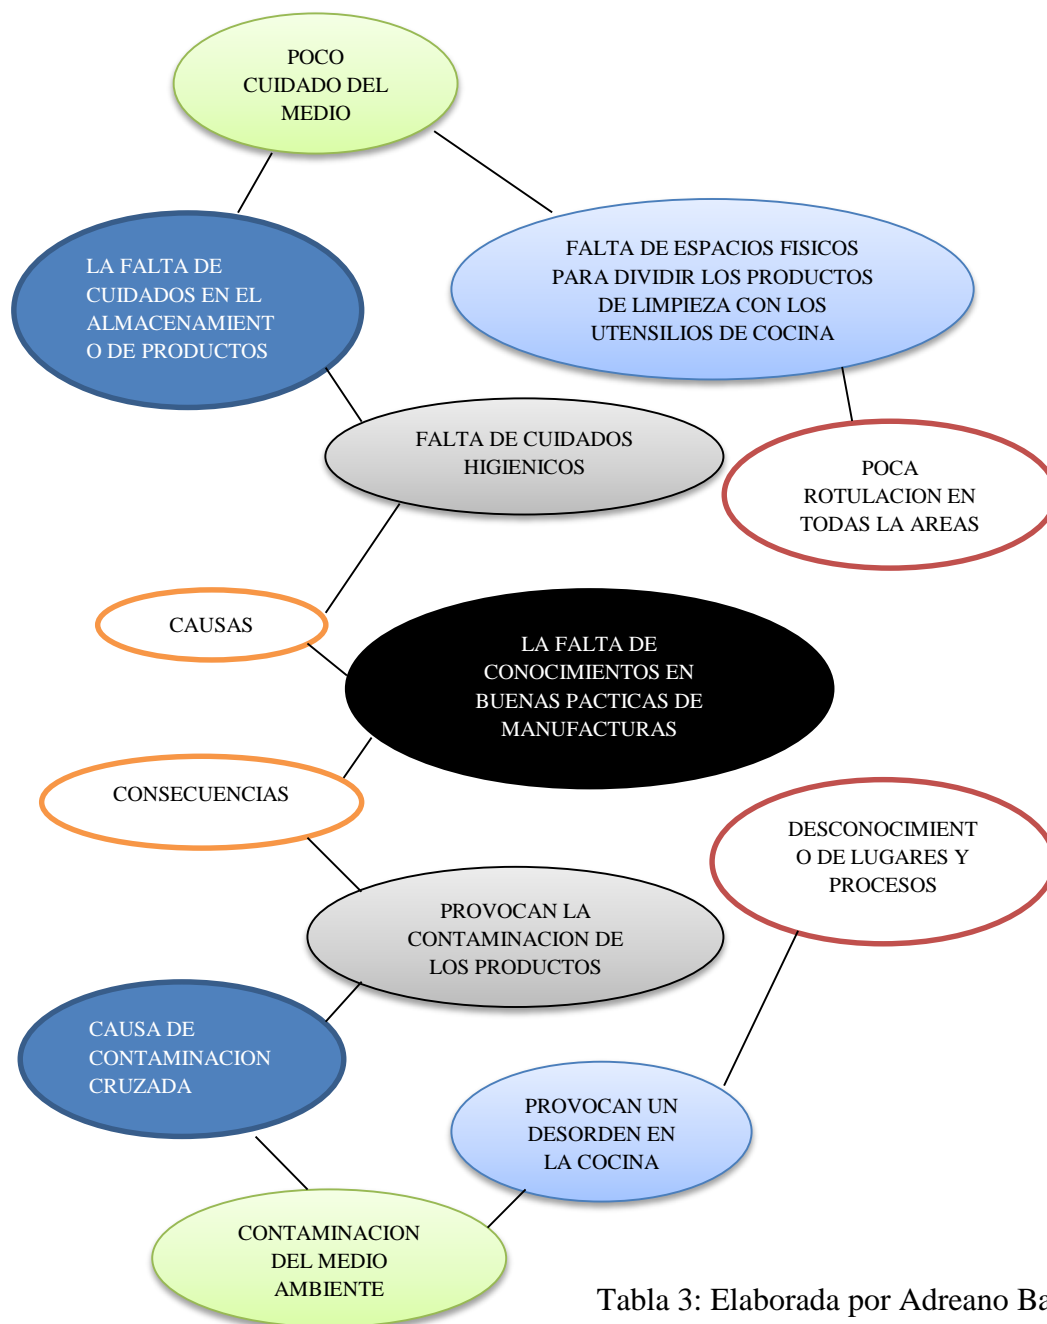 POCO
CUIDADO DEL
MEDIO
LA FALTA DE
CUIDADOS EN EL
ALMACENAMIENT
O DE PRODUCTOS
FALTA DE ESPACIOS FISICOS
PARA DIVIDIR LOS PRODUCTOS
DE LIMPIEZA CON LOS
UTENSILIOS DE COCINA
FALTA DE CUIDADOS
HIGIENICOS
POCA
ROTULACION EN
TODAS LA AREAS
CAUSAS
LA FALTA DE
CONOCIMIENTOS EN
BUENAS PACTICAS DE
MANUFACTURAS
CONSECUENCIAS
DESCONOCIMIENT
O DE LUGARES Y
PROCESOS
PROVOCAN LA
CONTAMINACION DE
LOS PRODUCTOS
CAUSA DE
CONTAMINACION
CRUZADA
PROVOCAN UN
DESORDEN EN
LA COCINA
CONTAMINACION
DEL MEDIO
AMBIENTE
Tabla 3: Elaborada por Adreano